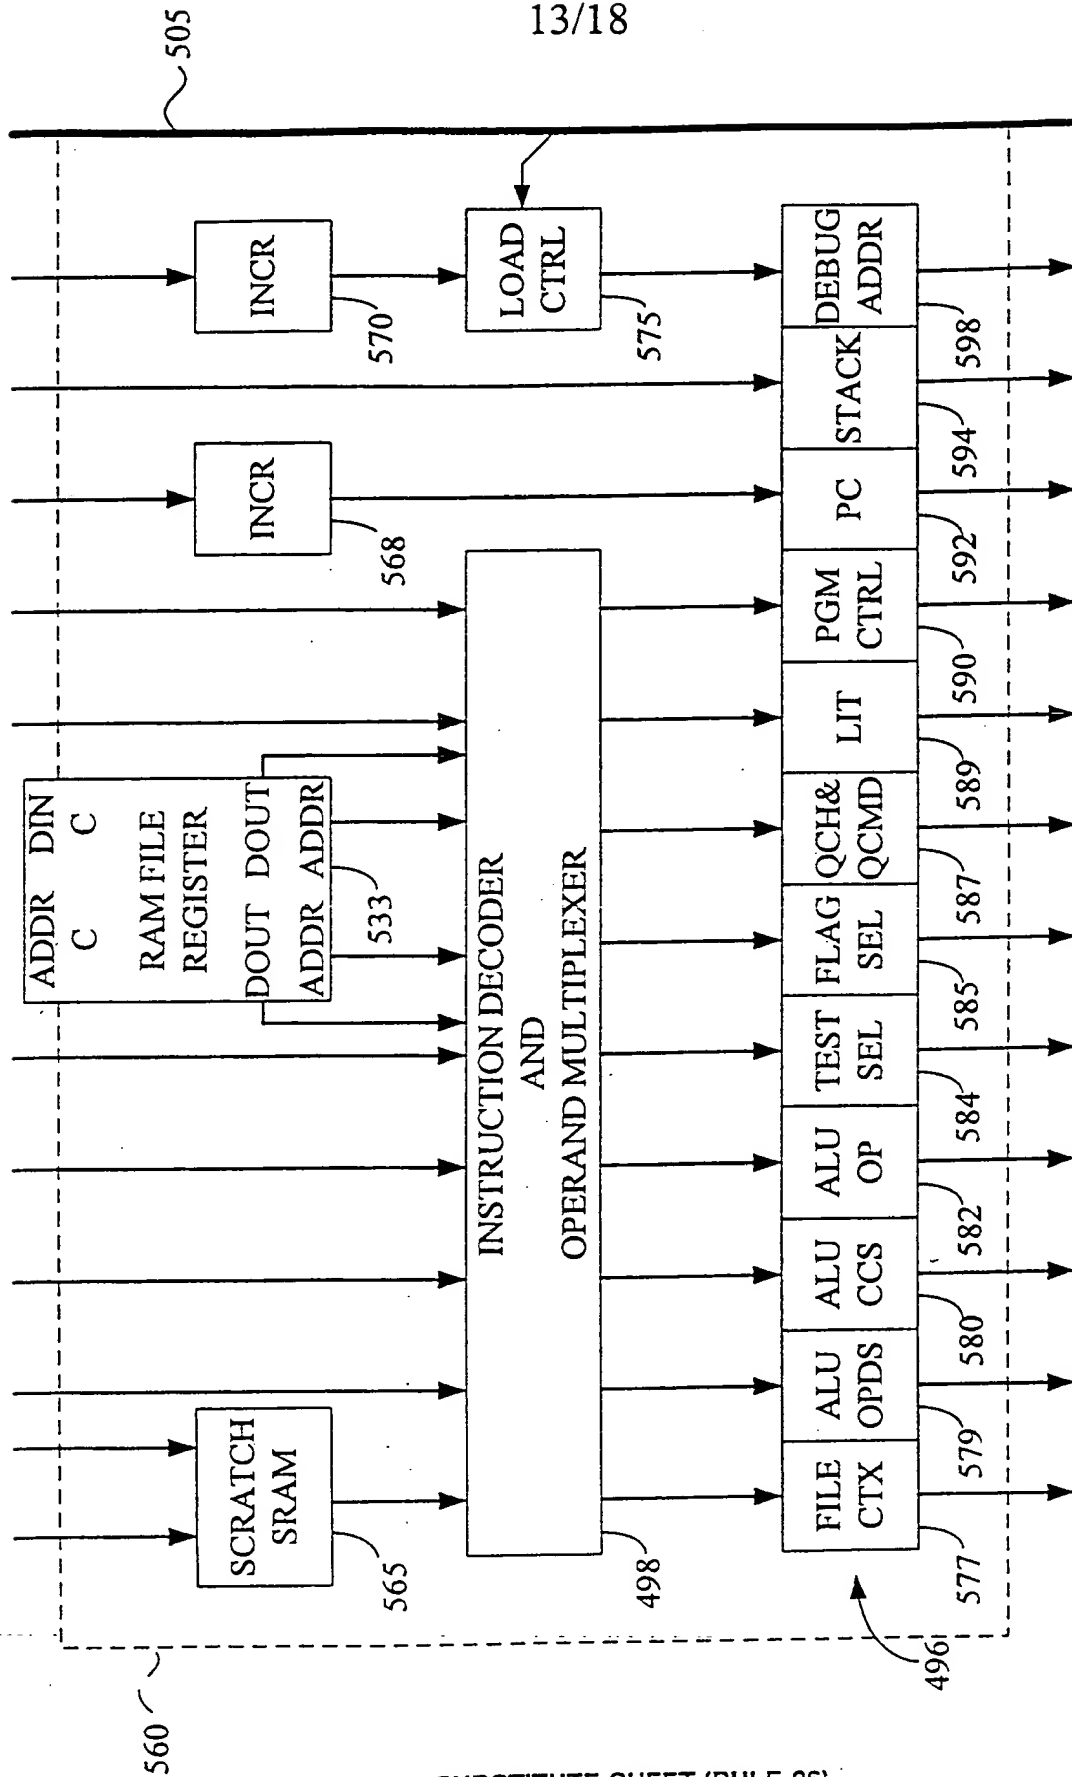 13/18
505
560
ADDR DIN
C C
RAM FILE
REGISTER
DOUT DOUT
ADDR ADDR
533
SCRATCH
SRAM
565
INCR
568
INCR
570
INSTRUCTION DECODER
AND
OPERAND MULTIPLEXER
498
LOAD
CTRL
575
496
FILE
CTX
577
ALU
OPDS
579
ALU
CCS
580
ALU
OP
582
TEST
SEL
584
FLAG
SEL
585
QCH&
QCMD
587
LIT
589
PGM
CTRL
590
PC
592
STACK
594
DEBUG
ADDR
598